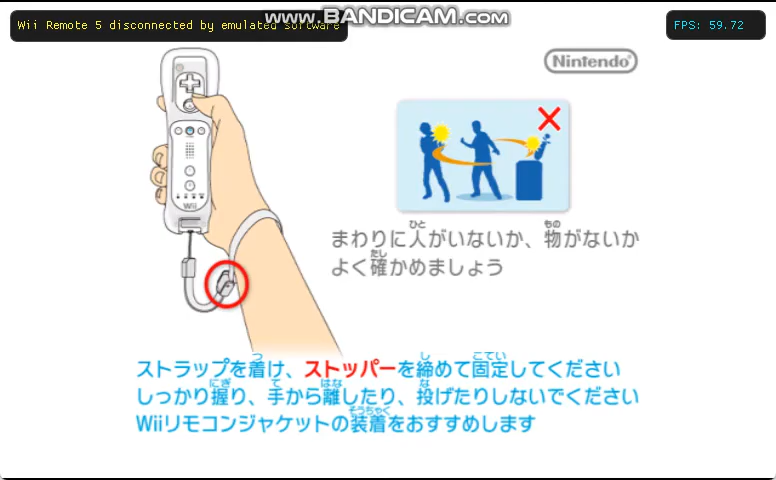 www.BANDICAM.com
Wii Remote 5 disconnected by emulated software
FPS: 59.72
Nintendo
Wii
まわりに人がいないか、物がないか
よく確かめましょう
ストラップを着け、ストッパーを締めて固定してください
しっかり握り、手から離したり、投げたりしないでください
Wiiリモコンジャケットの装着をおすすめします